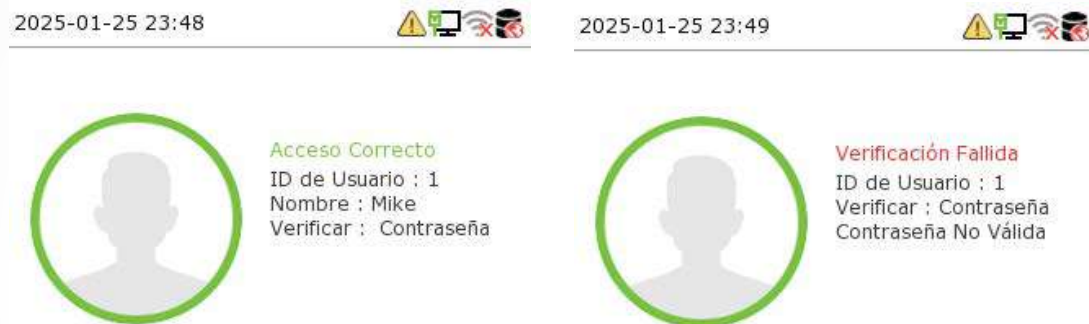 2025-01-25 23:48
Acceso Correcto
ID de Usuario : 1
Nombre : Mike
Verificar : Contraseña
2025-01-25 23:49
Verificación Fallida
ID de Usuario : 1
Verificar : Contraseña
Contraseña No Válida